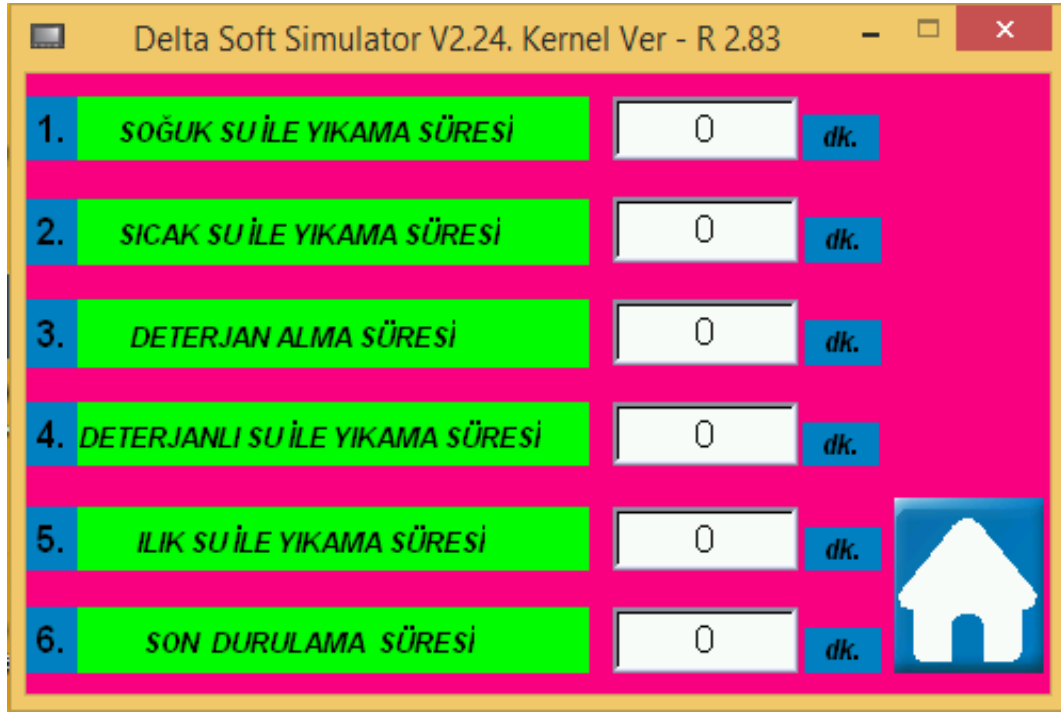 Delta Soft Simulator V2.24. Kernel Ver - R 2.83
1. SOĞUK SU İLE YIKAMA SÜRESİ 0 dk.
2. SICAK SU İLE YIKAMA SÜRESİ 0 dk.
3. DETERJAN ALMA SÜRESİ 0 dk.
4. DETERJANLI SU İLE YIKAMA SÜRESİ 0 dk.
5. ILIK SU İLE YIKAMA SÜRESİ 0 dk.
6. SON DURULAMA SÜRESİ 0 dk.